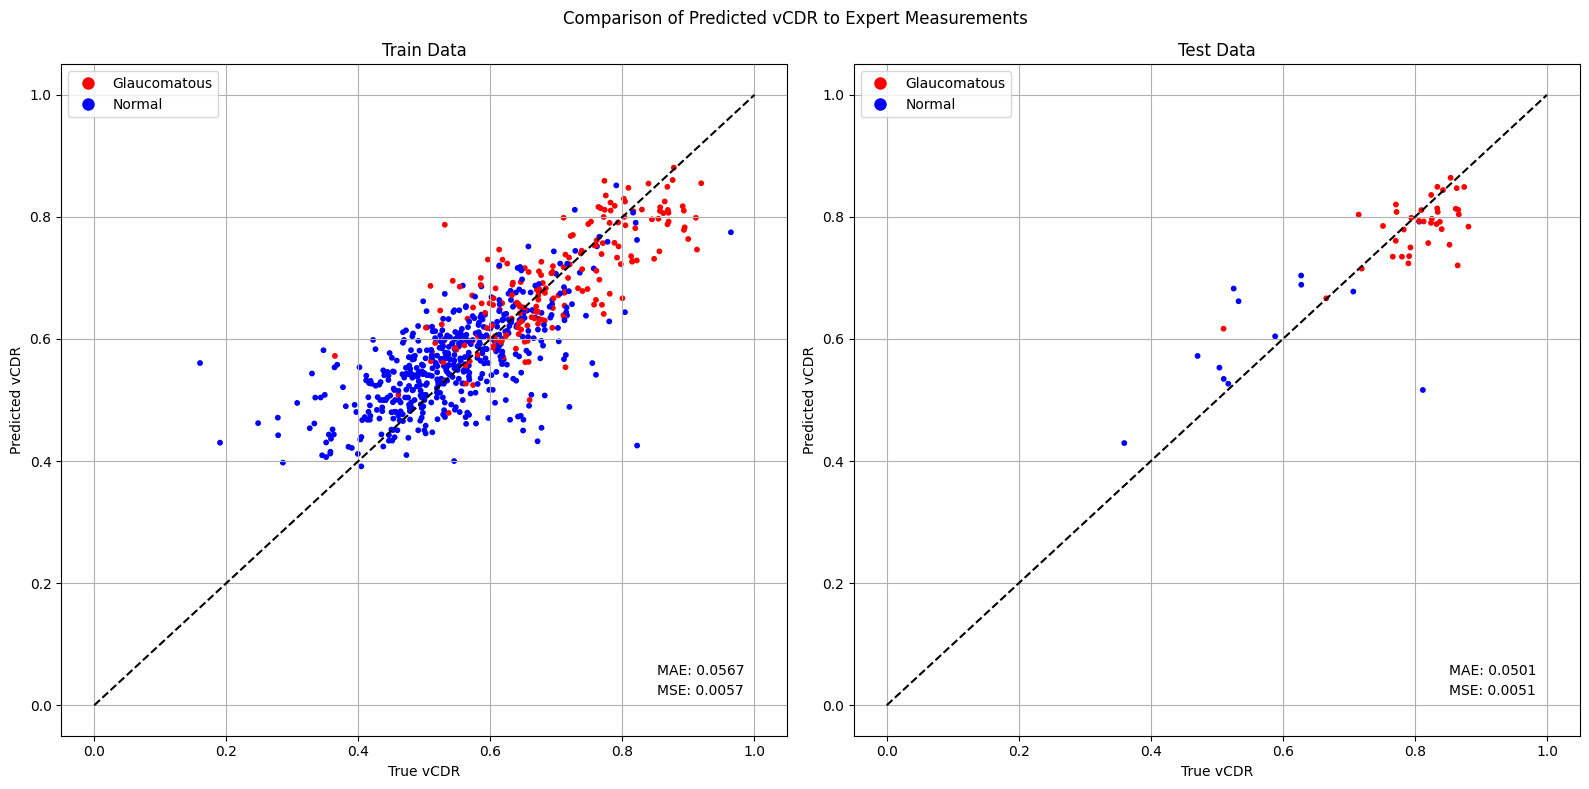 Comparison of Predicted vCDR to Expert Measurements
Train Data
Glaucomatous
Normal
1.0
0.8
0.6
0.4
0.2
0.0
Predicted vCDR
MAE: 0.0567
MSE: 0.0057
0.0 0.2 0.4 0.6 0.8 1.0
True vCDR
Test Data
Glaucomatous
Normal
1.0
0.8
0.6
0.4
0.2
0.0
Predicted vCDR
MAE: 0.0501
MSE: 0.0051
0.0 0.2 0.4 0.6 0.8 1.0
True vCDR